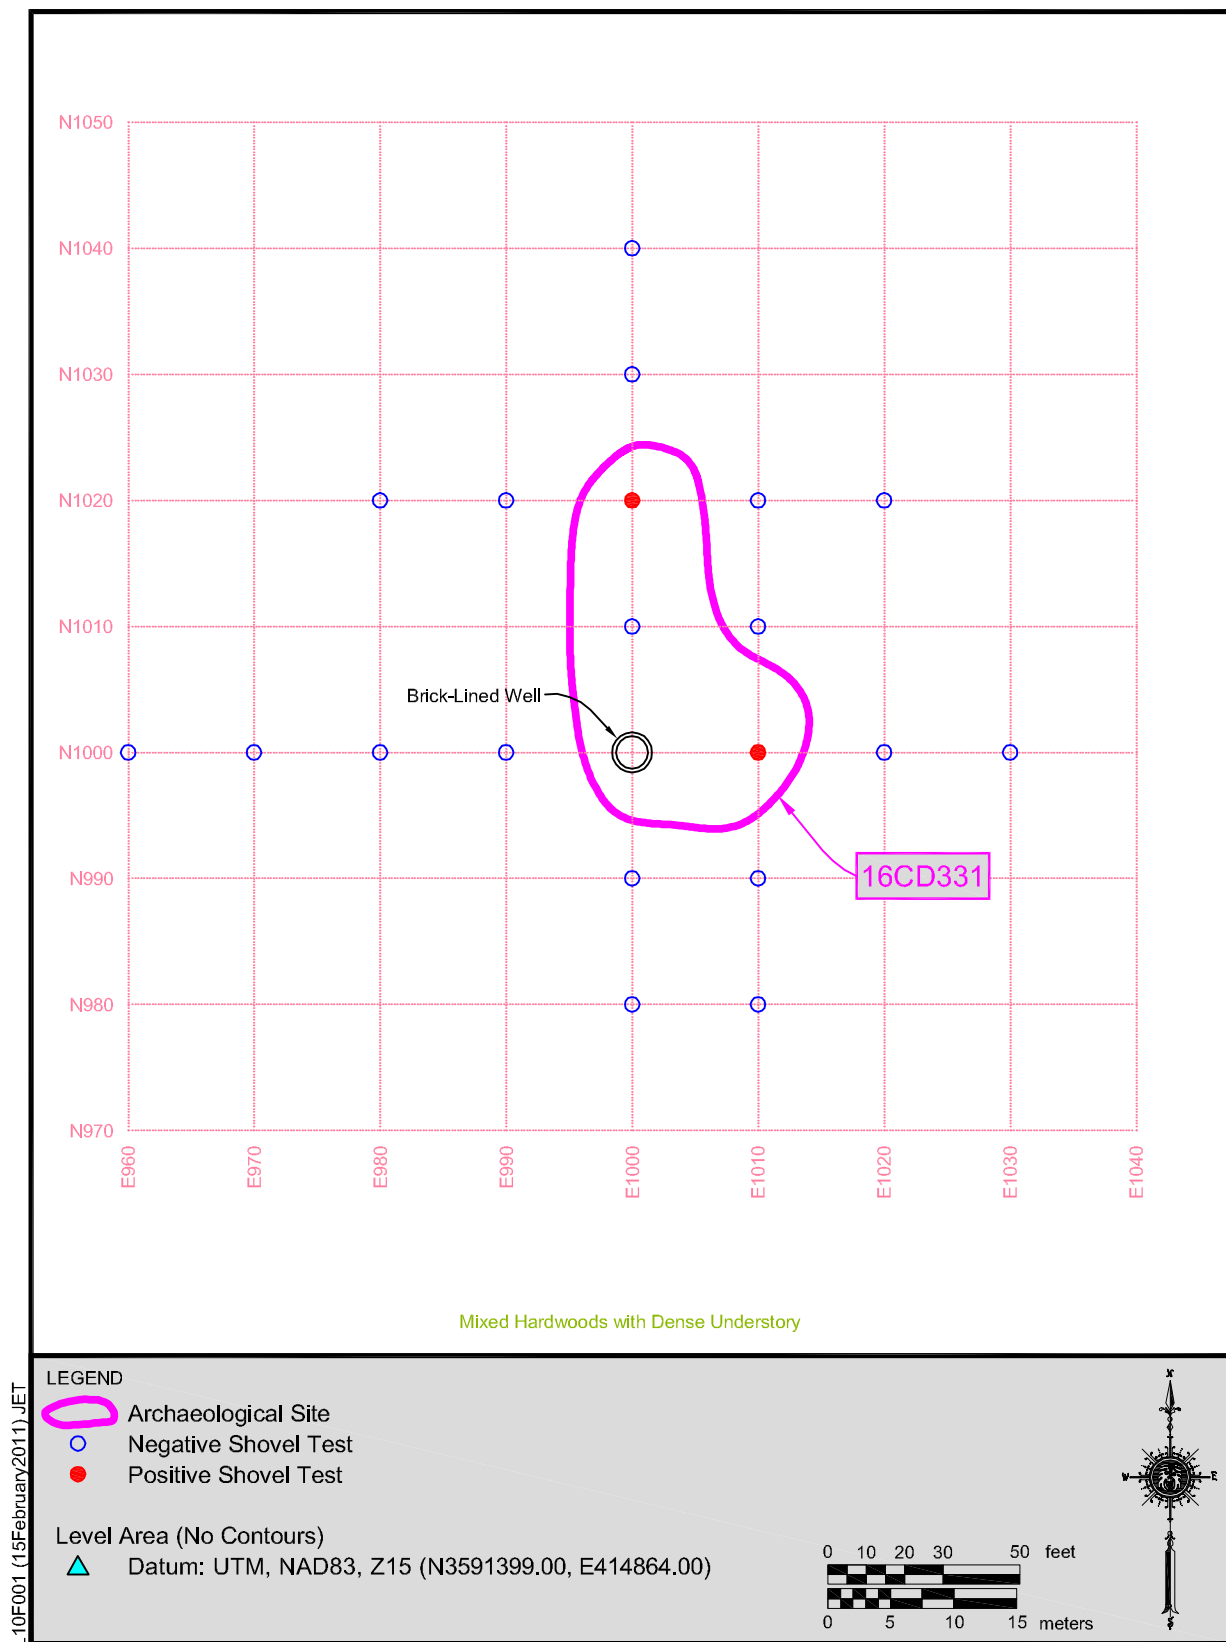 N1050
N1040
N1030
N1020
N1010
Brick-Lined Well
N1000
16CD331
N990
N980
N970
E960
E970
E980
E990
E1000
E1010
E1020
E1030
E1040
Mixed Hardwoods with Dense Understory
LEGEND
Archaeological Site
Negative Shovel Test
Positive Shovel Test
Level Area (No Contours)
Datum: UTM, NAD83, Z15 (N3591399.00, E414864.00)
0 10 20 30 50 feet
0 5 10 15 meters
N
W E
S
10F001 (15February2011) JET